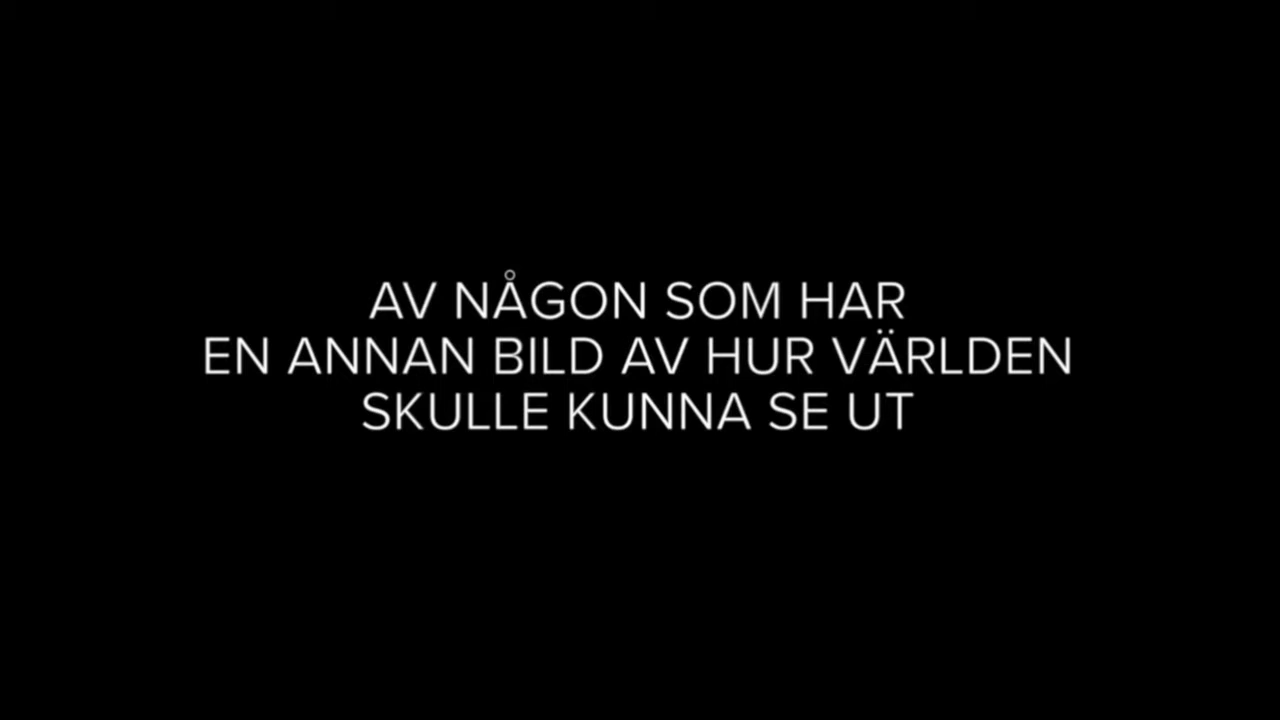 AV NÅGON SOM HAR
EN ANNAN BILD AV HUR VÄRLDEN
SKULLE KUNNA SE UT